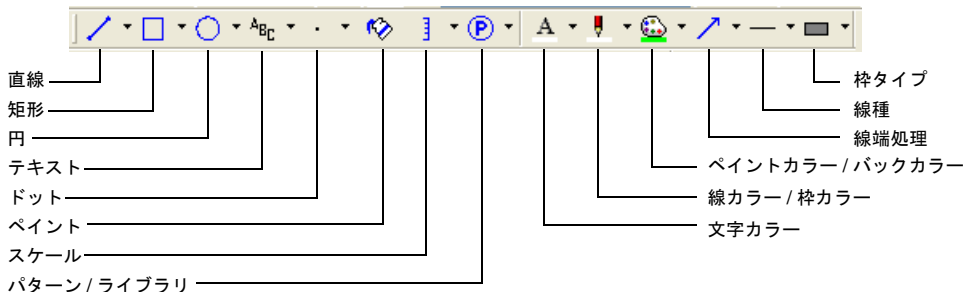 ABC
P
A
直線
矩形
円
テキスト
ドット
ペイント
スケール
パターン / ライブラリ
枠タイプ
線種
線端処理
ペイントカラー / バックカラー
線カラー / 枠カラー
文字カラー